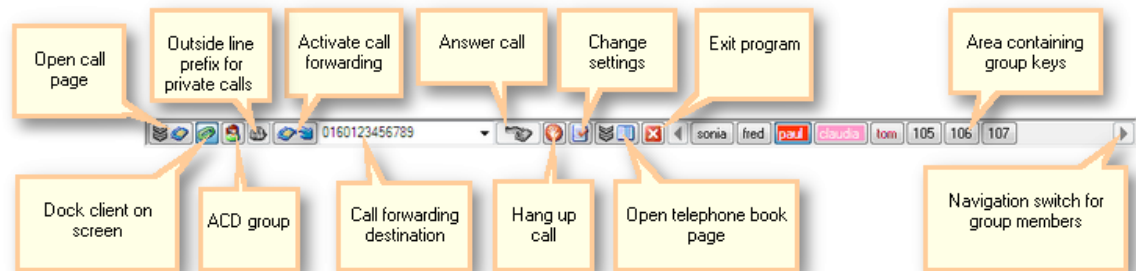 Open call
page
Outside line
prefix for
private calls
Activate call
forwarding
Answer call
Change
settings
Exit program
Area containing
group keys
0160123456789
sonia fred paul claudia tom 105 106 107
Dock client on
screen
ACD group
Call forwarding
destination
Hang up
call
Open telephone book
page
Navigation switch for
group members